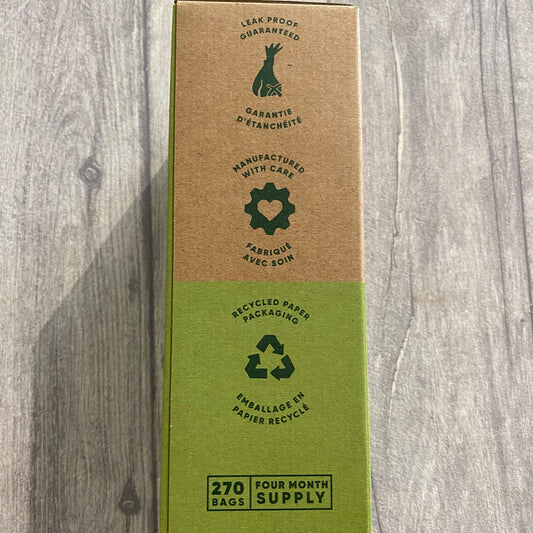 LEAK PROOF
GUARANTEED
GARANTIE
D'ÉTANCHÉITÉ
MANUFACTURED
WITH CARE
FABRIQUÉ
AVEC SOIN
RECYCLED PAPER
PACKAGING
EMBALLAGE EN
PAPIER RECYCLÉ
270
BAGS
FOUR MONTH
SUPPLY